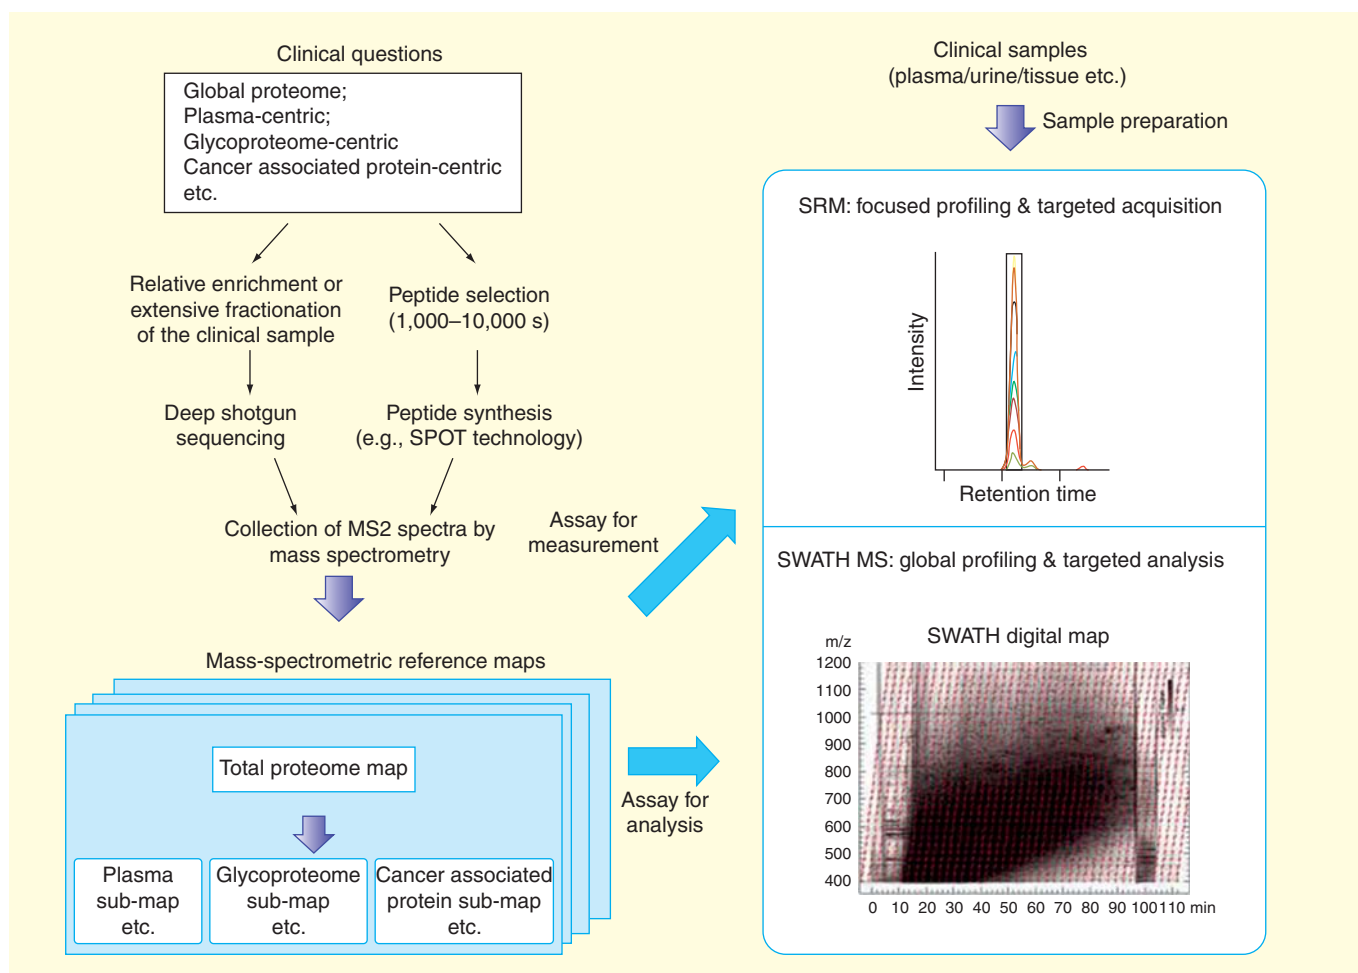 Clinical questions
Global proteome;
Plasma-centric;
Glycoproteome-centric
Cancer associated protein-centric
etc.
Relative enrichment or
extensive fractionation
of the clinical sample
Peptide selection
(1,000–10,000 s)
Deep shotgun
sequencing
Peptide synthesis
(e.g., SPOT technology)
Collection of MS2 spectra by
mass spectrometry
Mass-spectrometric reference maps
Total proteome map
Plasma
sub-map
etc.
Glycoproteome
sub-map
etc.
Cancer associated
protein sub-map
etc.
Assay for
measurement
Assay for
analysis
Clinical samples
(plasma/urine/tissue etc.)
Sample preparation
SRM: focused profiling & targeted acquisition
Intensity
Retention time
SWATH MS: global profiling & targeted analysis
SWATH digital map
m/z
1200
1100
1000
900
800
700
600
500
400
0 10 20 30 40 50 60 70 80 90 100 110 min